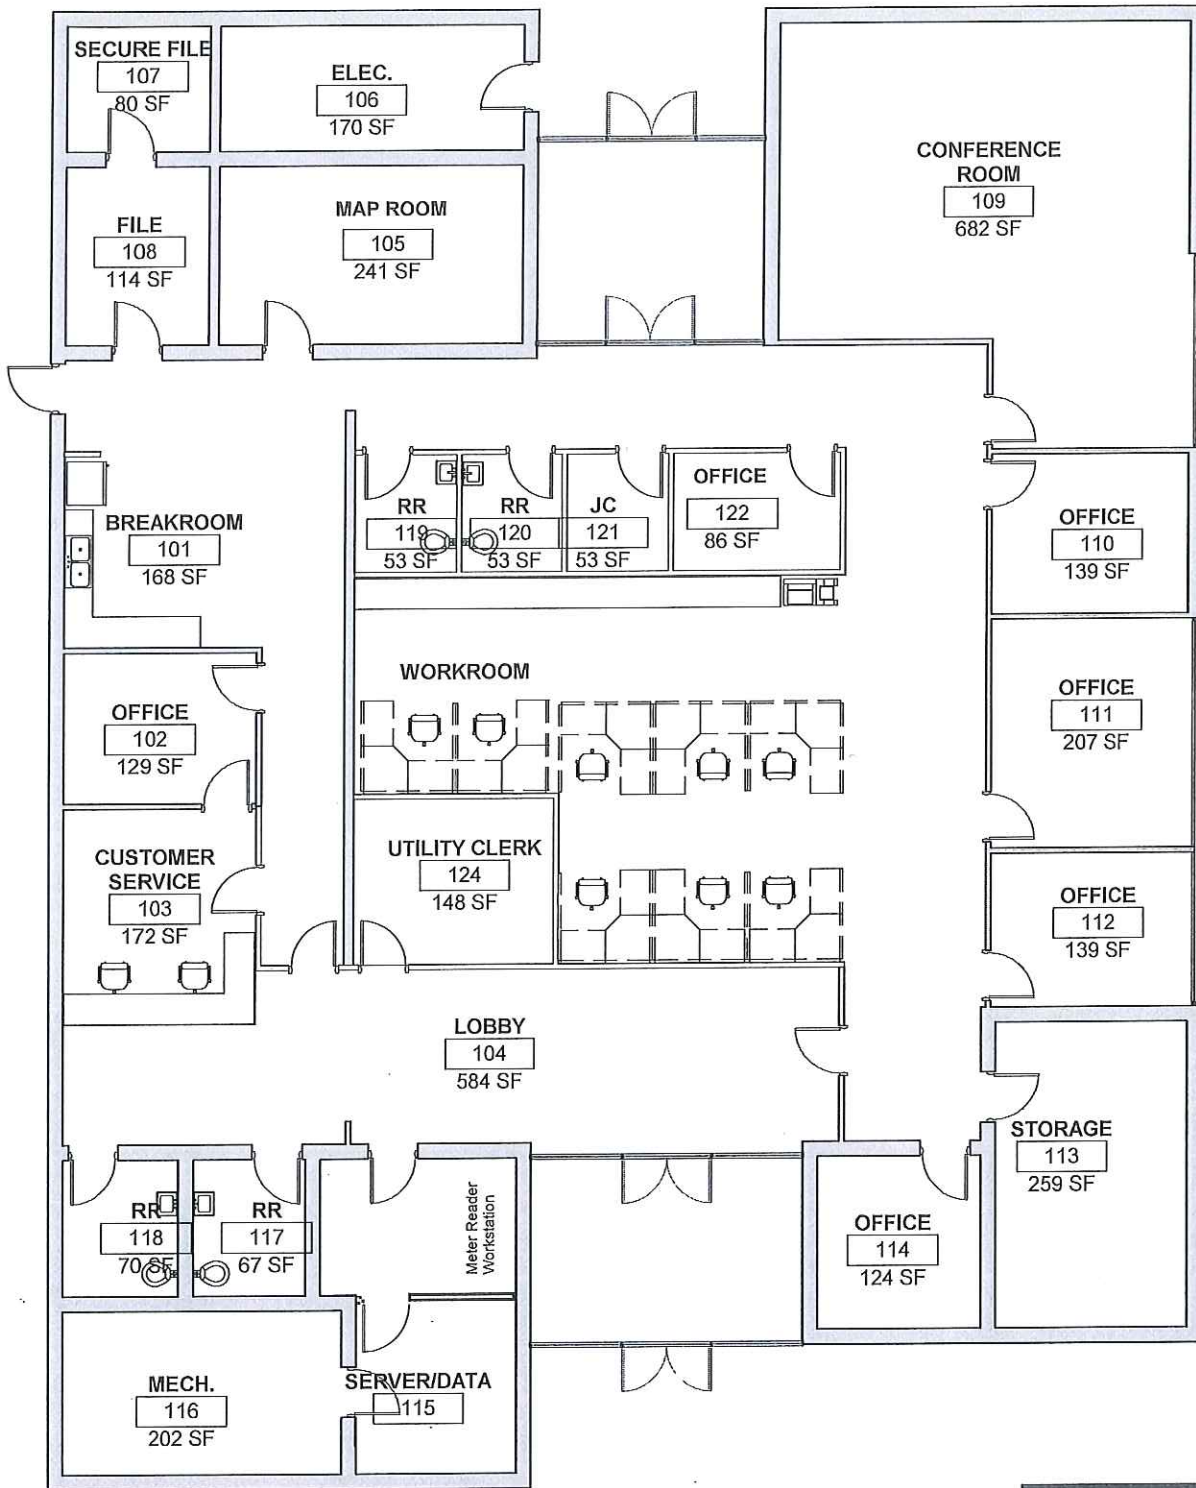 SECURE FILE
107
80 SF
ELEC.
106
170 SF
CONFERENCE
ROOM
109
682 SF
FILE
108
114 SF
MAP ROOM
105
241 SF
BREAKROOM
101
168 SF
RR
119
53 SF
RR
120
53 SF
JC
121
53 SF
OFFICE
122
86 SF
OFFICE
110
139 SF
WORKROOM
OFFICE
102
129 SF
OFFICE
111
207 SF
CUSTOMER
SERVICE
103
172 SF
UTILITY CLERK
124
148 SF
OFFICE
112
139 SF
LOBBY
104
584 SF
STORAGE
113
259 SF
RR
118
70 SF
RR
117
67 SF
Meter Reader
Workstation
OFFICE
114
124 SF
MECH.
116
202 SF
SERVER/DATA
115